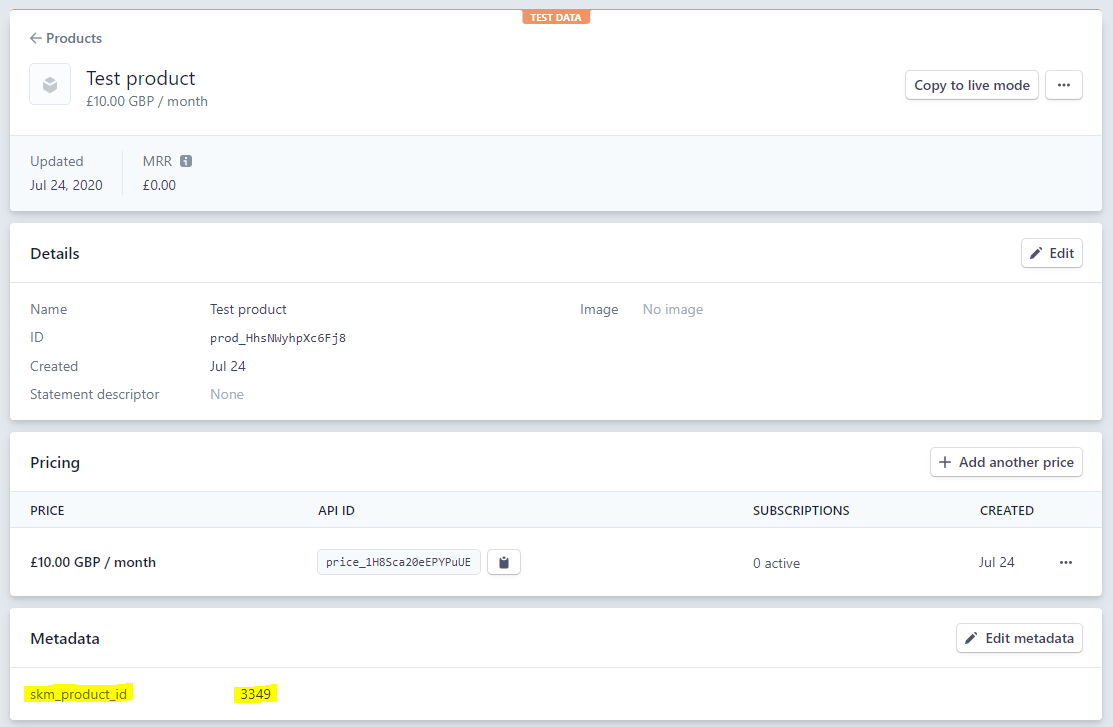 TEST DATA
Products
Test product
£10.00 GBP / month
Copy to live mode
Updated
Jul 24, 2020
MRR
£0.00
Details
Edit
Name Test product
Image No image
ID prod_HhsNWyhpXc6Fj8
Created Jul 24
Statement descriptor None
Pricing
Add another price
PRICE API ID SUBSCRIPTIONS CREATED
£10.00 GBP / month price_1H8Sca20eEPYPuUE 0 active Jul 24
Metadata
Edit metadata
skm_product_id 3349